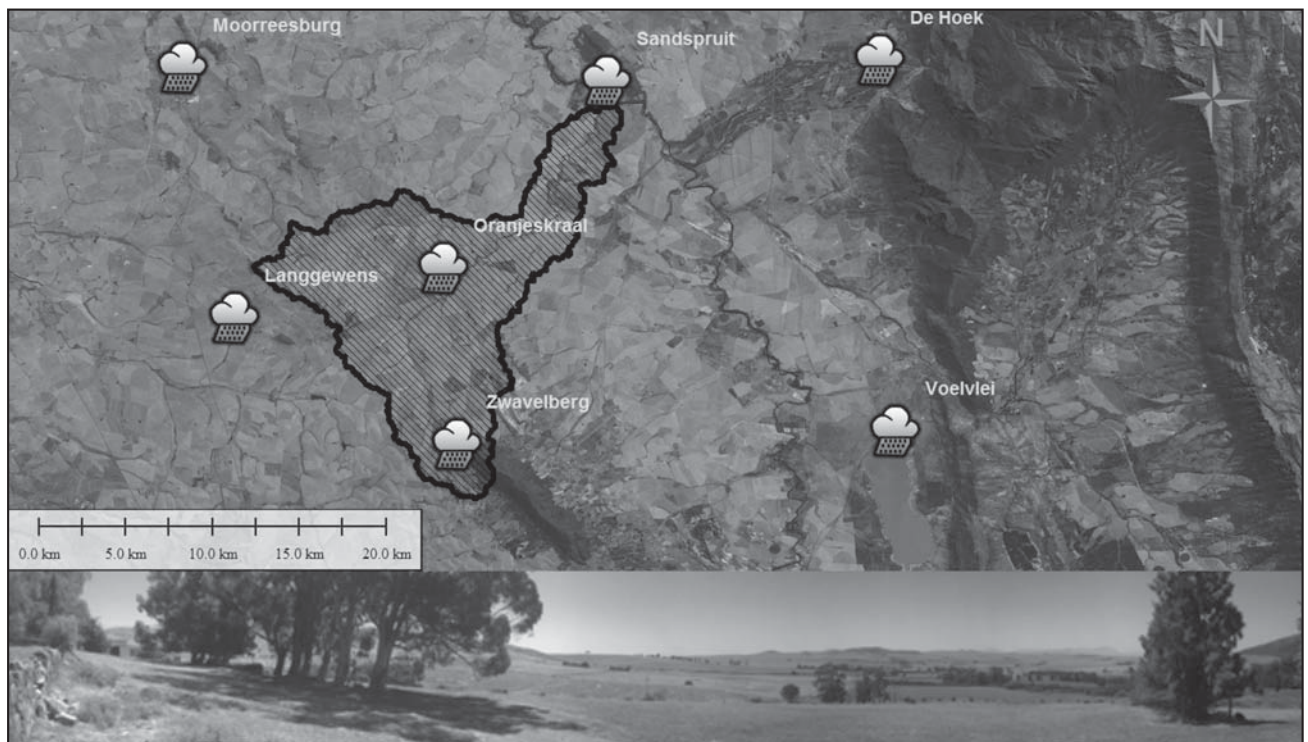 De Hoek
Moorreesburg
N
Sandspruit
Oranjeskraal
Langgewens
Voelvlei
Zwavelberg
0.0 km 5.0 km 10.0 km 15.0 km 20.0 km